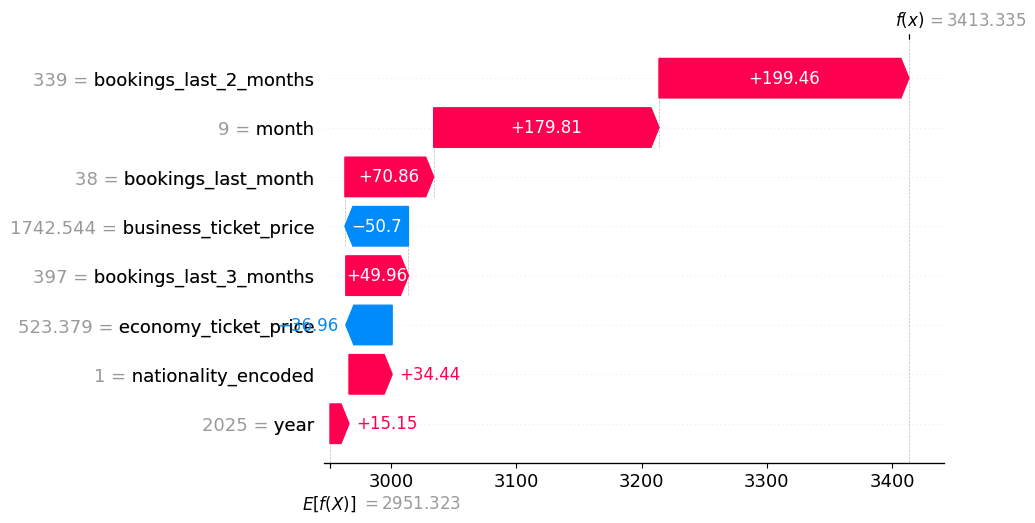 f(x) = 3413.335
339 = bookings_last_2_months
+199.46
9 = month
+179.81
38 = bookings_last_month
+70.86
1742.544 = business_ticket_price
−50.7
397 = bookings_last_3_months
+49.96
523.379 = economy_ticket_price
−36.96
1 = nationality_encoded
+34.44
2025 = year
+15.15
3000 3100 3200 3300 3400
E[f(X)] = 2951.323